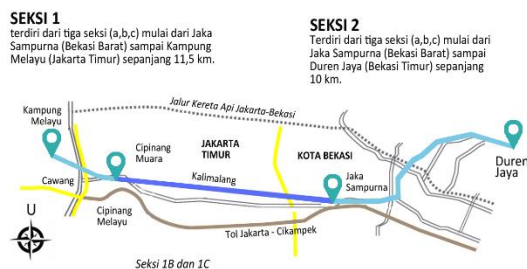 SEKSI 1
terdiri dari tiga seksi (a,b,c) mulai dari Jaka
Sampurna (Bekasi Barat) sampai Kampung
Melayu (Jakarta Timur) sepanjang 11,5 km.
SEKSI 2
Terdiri dari tiga seksi (a,b,c) mulai dari
Jaka Sampurna (Bekasi Barat) sampai
Duren Jaya (Bekasi Timur) sepanjang
10 km.
Jalur Kereta Api Jakarta-Bekasi
Kampung
Melayu
Cipinang
Muara
JAKARTA
TIMUR
KOTA BEKASI
Duren
Jaya
Cawang
Kalimalang
Jaka
Sampurna
U
Cipinang
Melayu
Tol Jakarta - Cikampek
Seksi 1B dan 1C